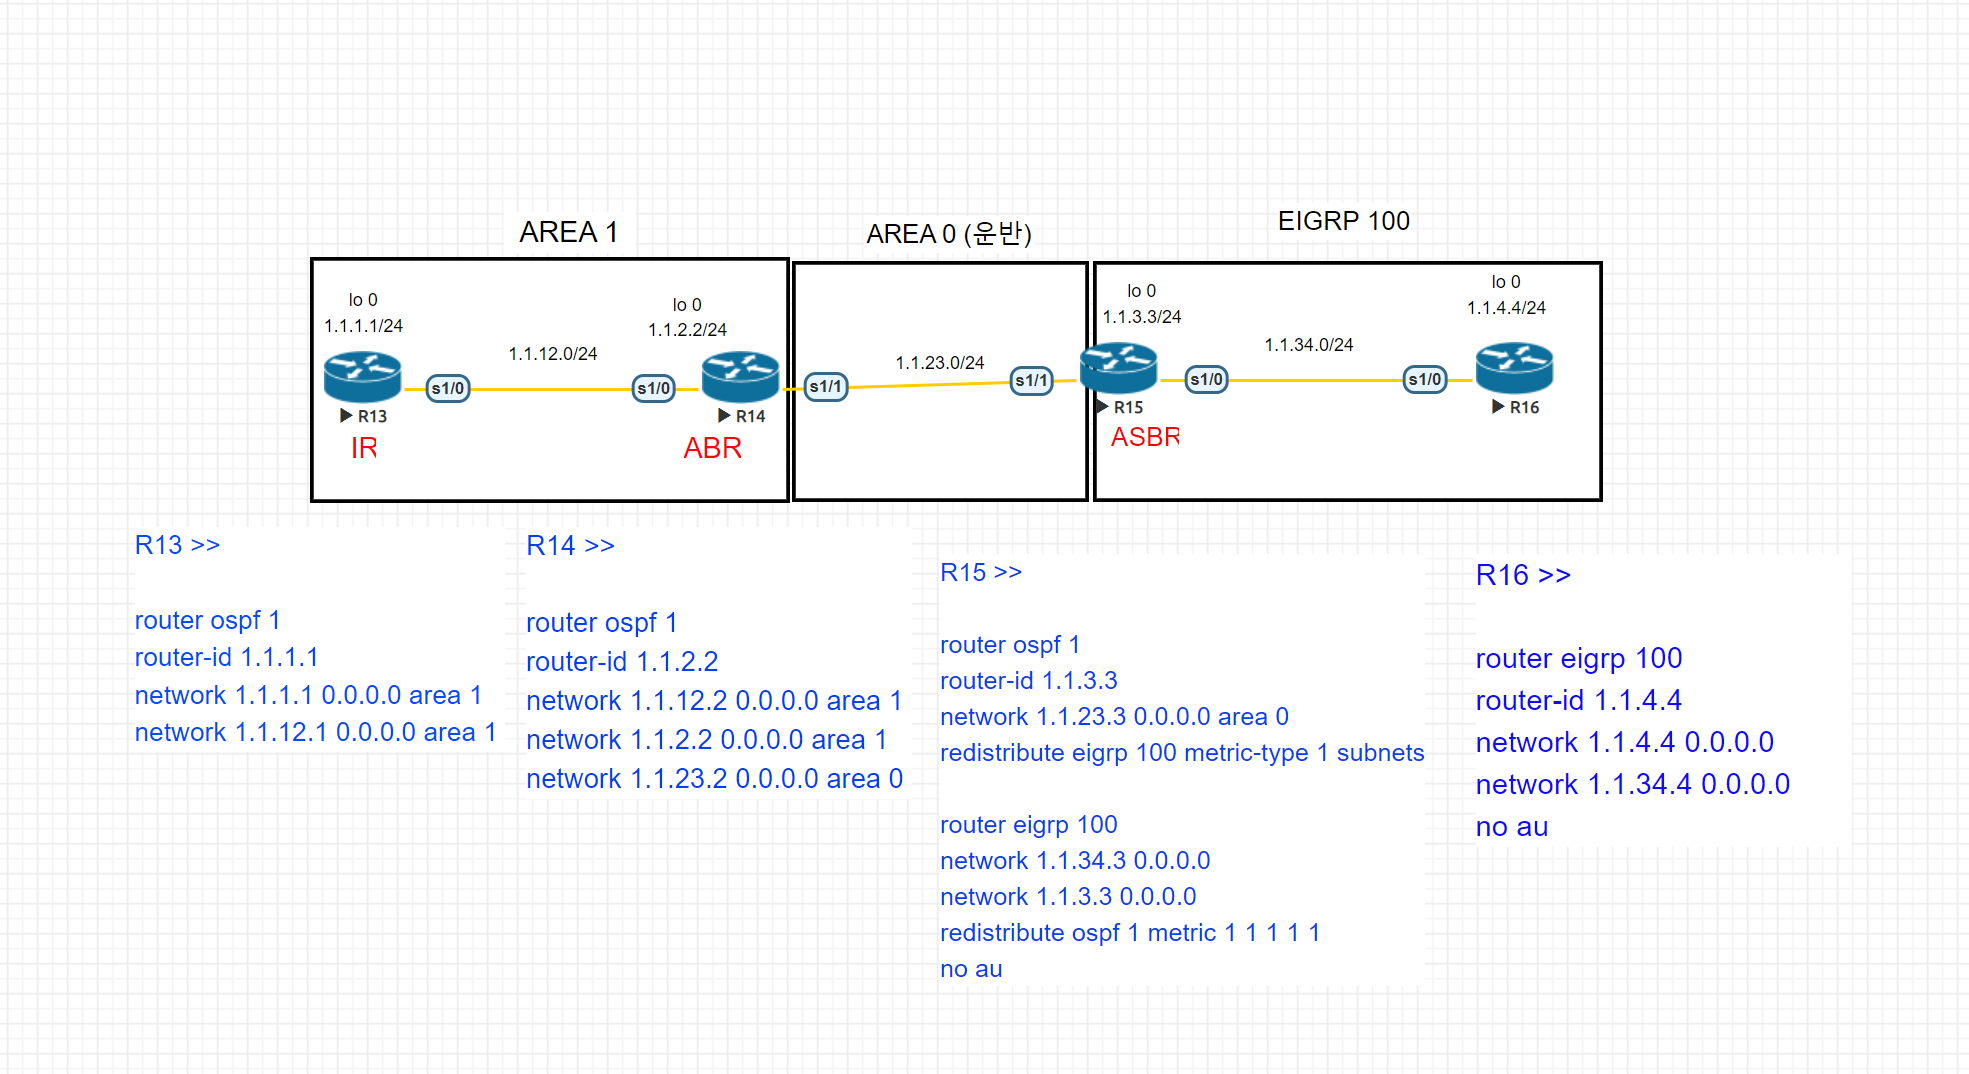 AREA 1
AREA 0 (운반)
EIGRP 100
lo 0
1.1.1.1/24
lo 0
1.1.2.2/24
lo 0
1.1.3.3/24
lo 0
1.1.4.4/24
1.1.12.0/24
1.1.23.0/24
1.1.34.0/24
s1/0
s1/0
s1/1
s1/1
s1/0
s1/0
R13
R14
R15
R16
IR
ABR
ASBR
R13 >>
router ospf 1
router-id 1.1.1.1
network 1.1.1.1 0.0.0.0 area 1
network 1.1.12.1 0.0.0.0 area 1
R14 >>
router ospf 1
router-id 1.1.2.2
network 1.1.12.2 0.0.0.0 area 1
network 1.1.2.2 0.0.0.0 area 1
network 1.1.23.2 0.0.0.0 area 0
R15 >>
router ospf 1
router-id 1.1.3.3
network 1.1.23.3 0.0.0.0 area 0
redistribute eigrp 100 metric-type 1 subnets
router eigrp 100
network 1.1.34.3 0.0.0.0
network 1.1.3.3 0.0.0.0
redistribute ospf 1 metric 1 1 1 1 1
no au
R16 >>
router eigrp 100
router-id 1.1.4.4
network 1.1.4.4 0.0.0.0
network 1.1.34.4 0.0.0.0
no au